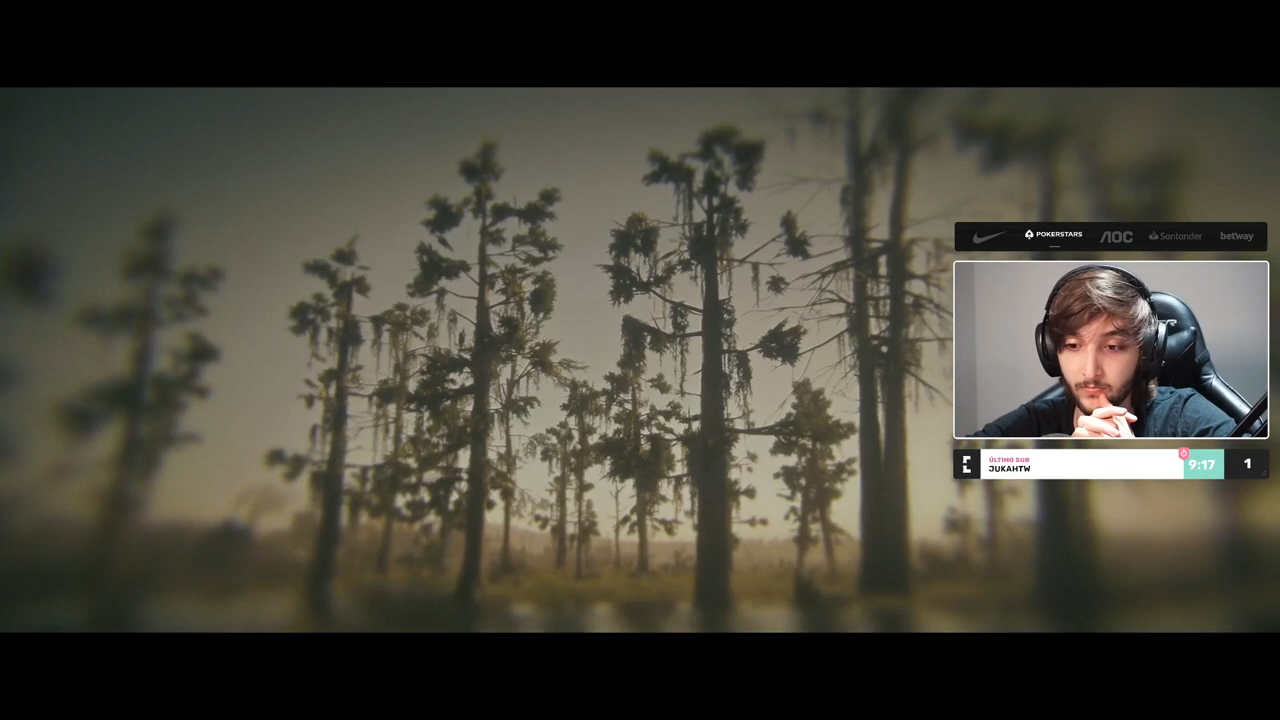 POKERSTARS
AOC
Santander
betway
ÚLTIMO SUB
JUKAHTW
9:17
1